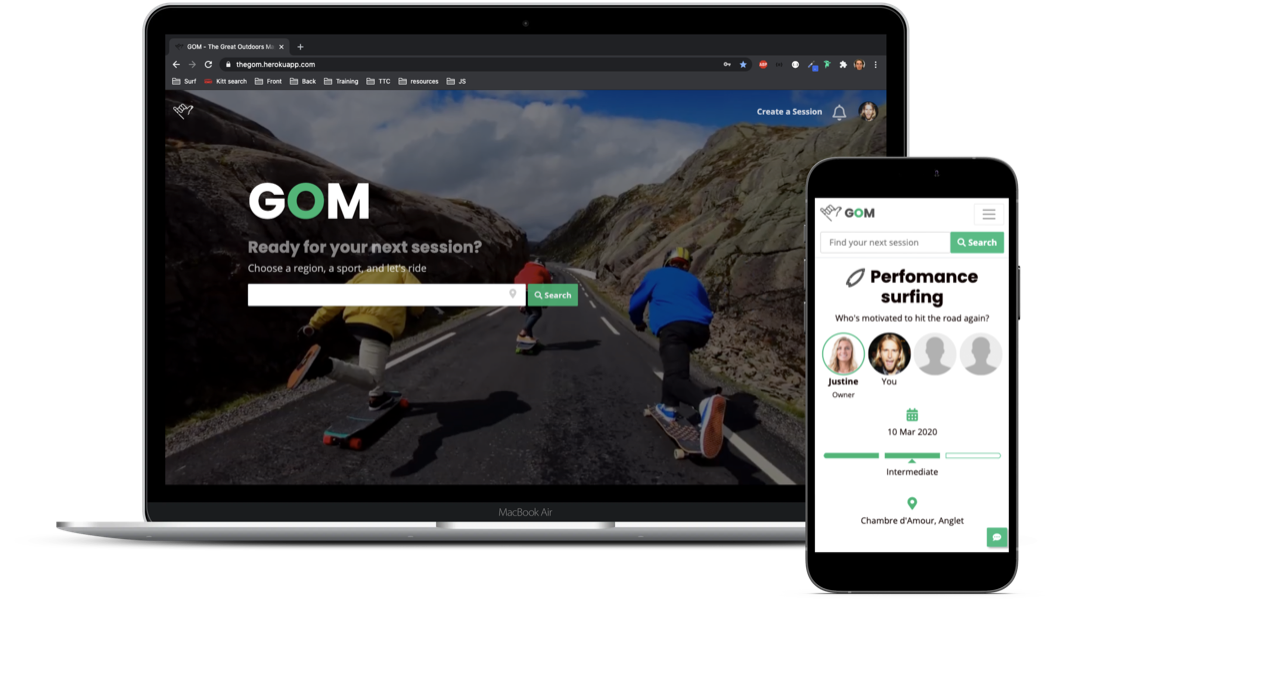 GOM - The Great Outdoors Ma
thegom.herokuapp.com
Surf Kitt search Front Back Training TTC resources JS
Create a Session
GOM
Ready for your next session?
Choose a region, a sport, and let's ride
Search
MacBook Air
GOM
Find your next session Search
Perfomance
surfing
Who's motivated to hit the road again?
Justine You
Owner
10 Mar 2020
Intermediate
Chambre d'Amour, Anglet